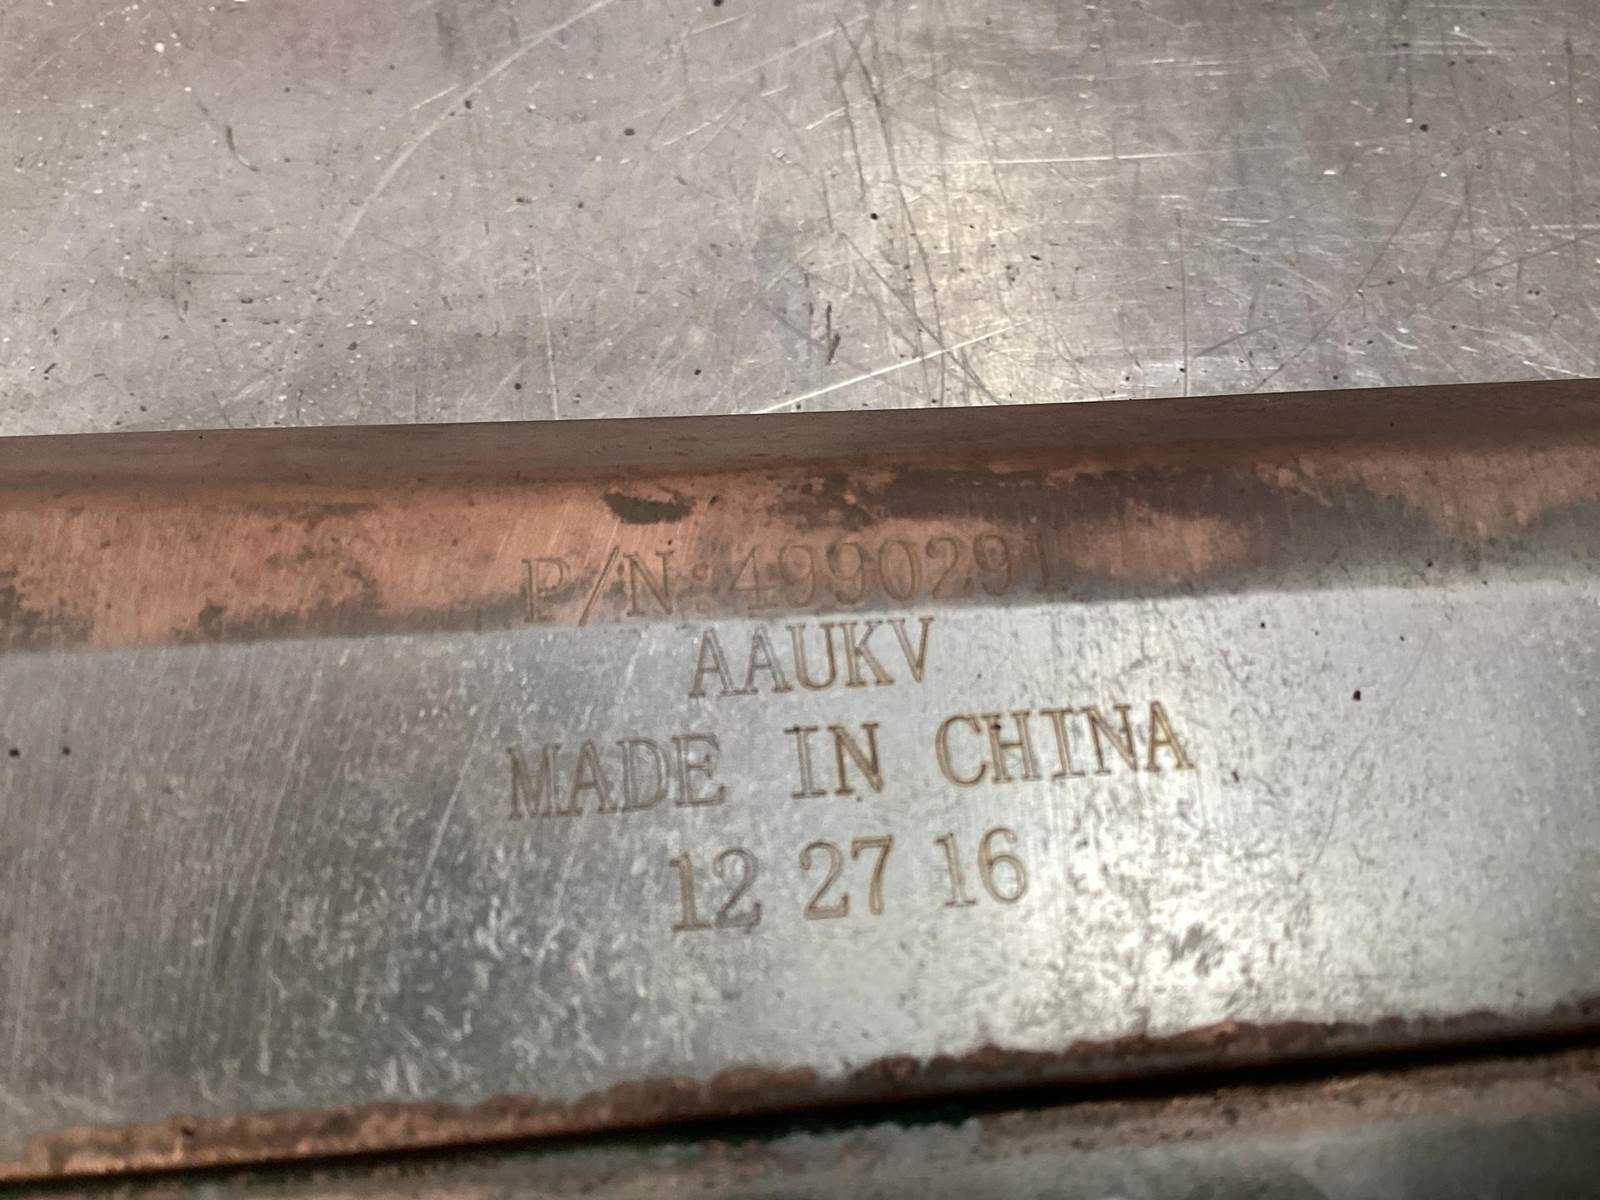 P/N:4990291
AAUKV
MADE IN CHINA
12 27 16